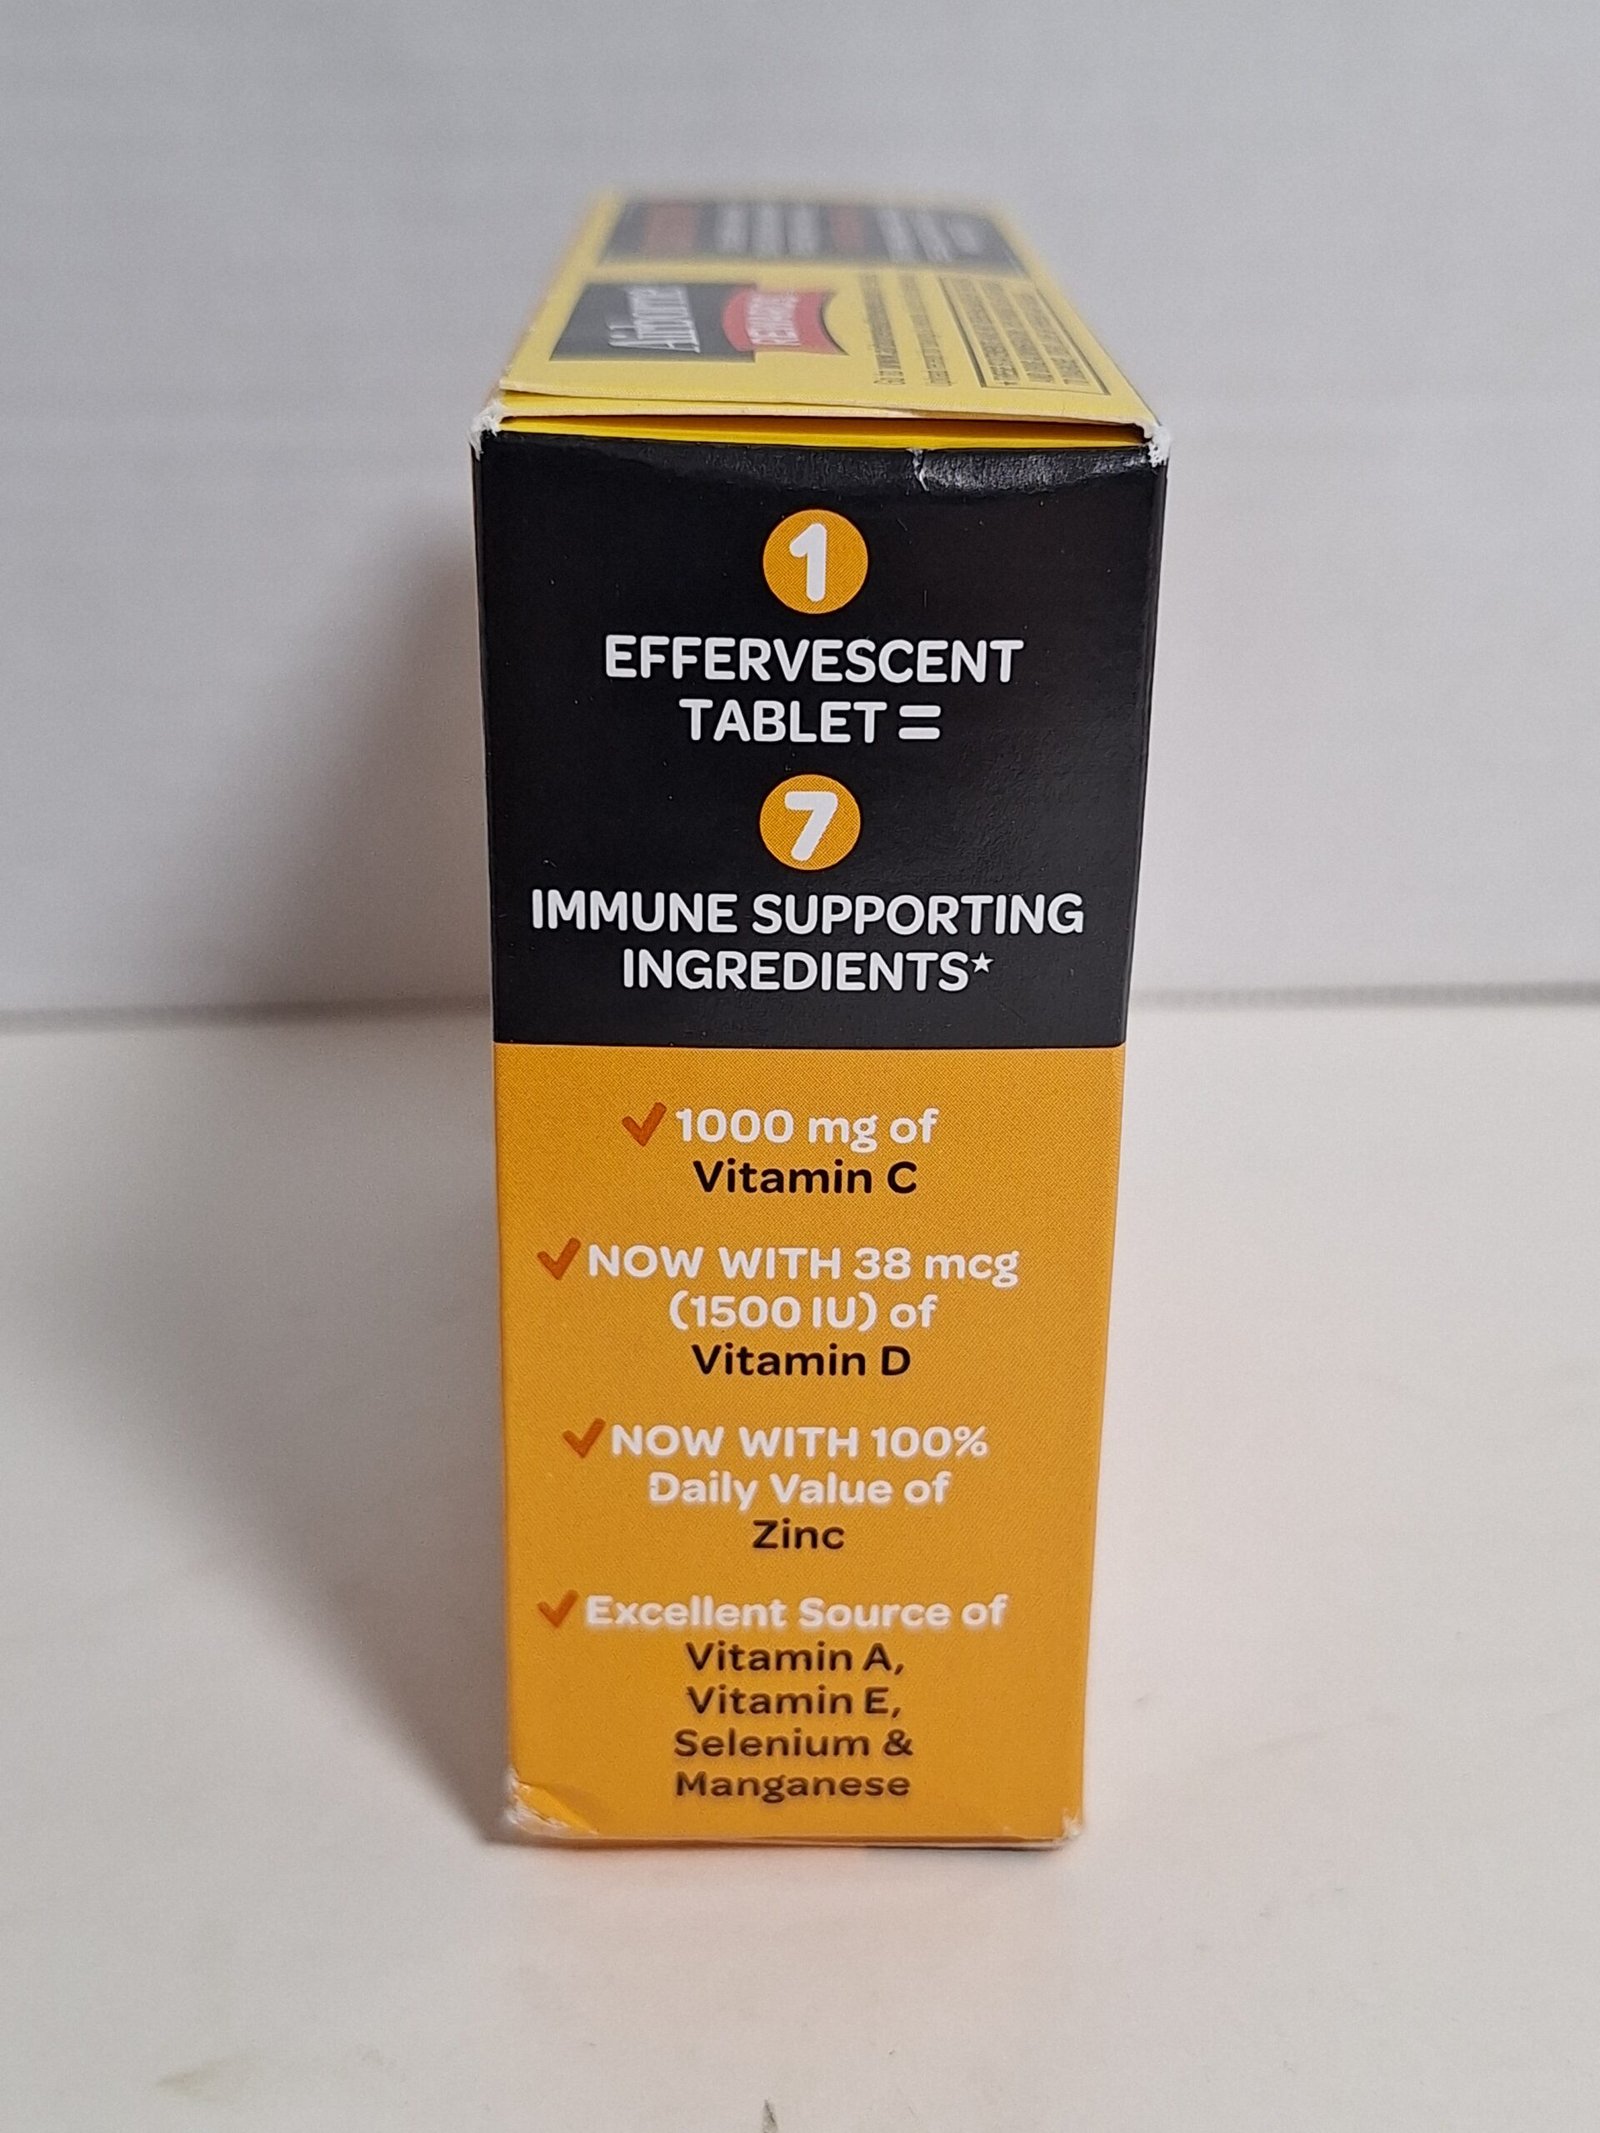 Airborne
1
EFFERVESCENT
TABLET =
7
IMMUNE SUPPORTING
INGREDIENTS★
✓ 1000 mg of
Vitamin C
✓ NOW WITH 38 mcg
(1500 IU) of
Vitamin D
✓ NOW WITH 100%
Daily Value of
Zinc
✓ Excellent Source of
Vitamin A,
Vitamin E,
Selenium &
Manganese